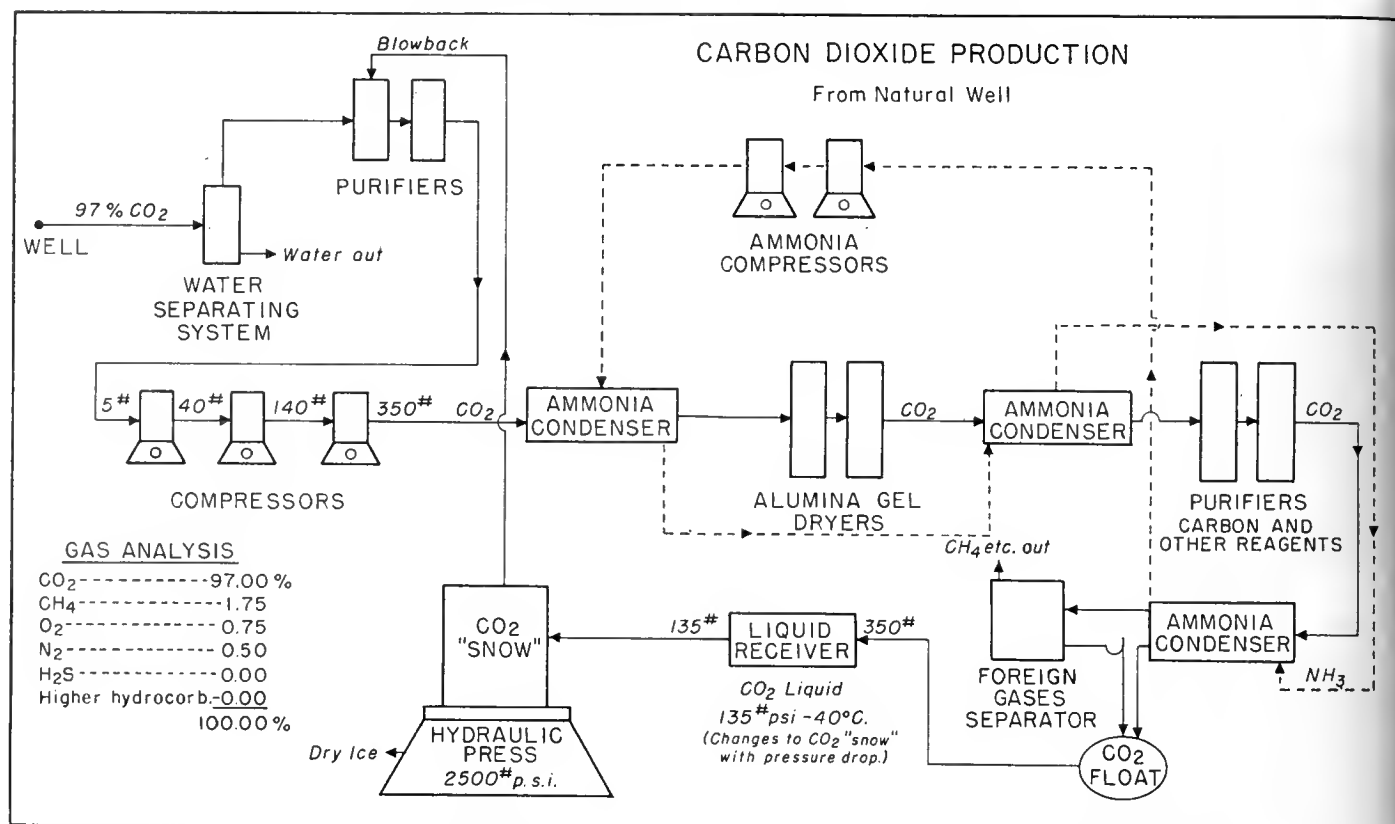 Blowback
CARBON DIOXIDE PRODUCTION
From Natural Well
PURIFIERS
97% CO2
WELL
Water out
WATER
SEPARATING
SYSTEM
AMMONIA
COMPRESSORS
5#
40#
140#
350#
CO2
COMPRESSORS
AMMONIA
CONDENSER
ALUMINA GEL
DRYERS
CO2
AMMONIA
CONDENSER
CO2
PURIFIERS
CARBON AND
OTHER REAGENTS
GAS ANALYSIS
CO2----------97.00%
CH4----------1.75
O2-----------0.75
N2-----------0.50
H2S----------0.00
Higher hydrocarb.-0.00
100.00%
CO2
"SNOW"
HYDRAULIC
PRESS
2500# p.s.i.
Dry Ice
135#
LIQUID
RECEIVER
350#
CO2 Liquid
135# psi -40°C.
(Changes to CO2 "snow"
with pressure drop.)
CH4 etc. out
FOREIGN
GASES
SEPARATOR
AMMONIA
CONDENSER
NH3
CO2
FLOAT